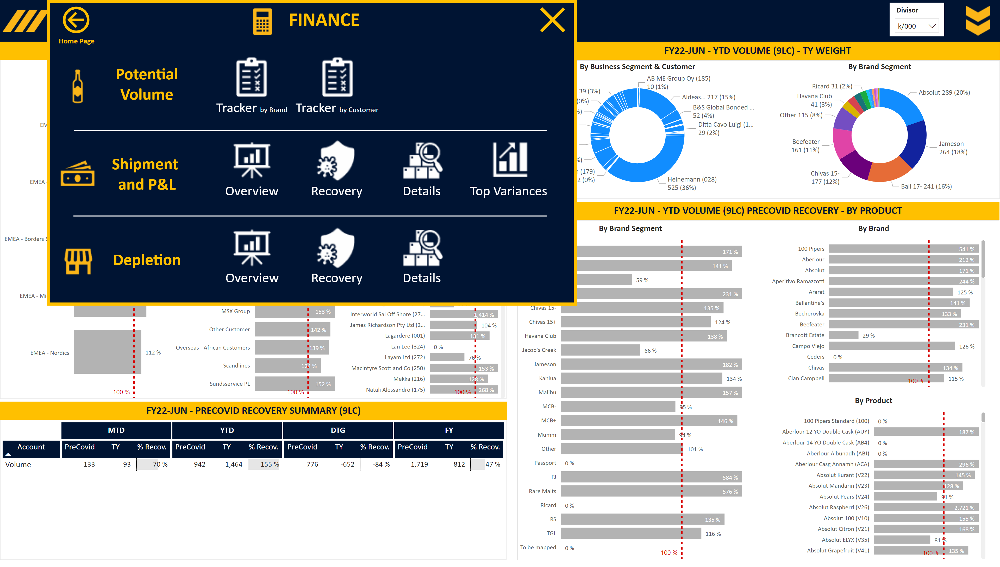 FINANCE
Home Page
Divisor
k/000
Potential
Volume
Tracker by Brand
Tracker by Customer
Shipment
and P&L
Overview
Recovery
Details
Top Variances
Depletion
Overview
Recovery
Details
FY22-JUN - YTD VOLUME (9LC) - TY WEIGHT
By Business Segment & Customer
AB ME Group Oy (185)
10 (1%)
39 (3%)
(0%)
Aldeas... 217 (15%)
B&S Global Bonded ...
52 (4%)
%)
Ditta Cavo Luigi (1...
29 (2%)
%)
(179)
2 (0%)
Heinemann (028)
525 (36%)
By Brand Segment
Ricard 31 (2%)
Absolut 289 (20%)
Havana Club
41 (3%)
Other 115 (8%)
Beefeater
161 (11%)
Jameson
264 (18%)
Chivas 15-
177 (12%)
Ball 17- 241 (16%)
EM
EMEA -
EMEA - Borders &
EMEA - Mi
EMEA - Nordics
112 %
100 %
MSX Group
153 %
Other Customer
142 %
Overseas - African Customers
139 %
Scandlines
124 %
Sundsservice PL
152 %
100 %
Interworld Sal Off Shore (27...
1,414 %
James Richardson Pty Ltd (2...
104 %
Lagardere (001)
131 %
Lan Lee (324)
0 %
Layam Ltd (272)
76 %
MacIntyre Scott and Co (250)
153 %
Mekka (216)
128 %
Natali Alessandro (175)
268 %
100 %
FY22-JUN - YTD VOLUME (9LC) PRECOVID RECOVERY - BY PRODUCT
By Brand Segment
171 %
141 %
59 %
231 %
Chivas 15-
135 %
Chivas 15+
124 %
Havana Club
138 %
Jacob's Creek
66 %
Jameson
182 %
Kahlua
134 %
Malibu
157 %
MCB-
95 %
MCB+
146 %
Mumm
94 %
Other
101 %
Passport
0 %
PJ
584 %
Rare Malts
576 %
Ricard
0 %
RS
135 %
TGL
116 %
To be mapped
0 %
100 %
By Brand
100 Pipers
541 %
Aberlour
212 %
Absolut
171 %
Aperitivo Ramazzotti
244 %
Ararat
125 %
Ballantine's
141 %
Becherovka
133 %
Beefeater
231 %
Brancott Estate
29 %
Campo Viejo
126 %
Ceders
0 %
Chivas
134 %
Clan Campbell
115 %
100 %
By Product
100 Pipers Standard (100)
0 %
Aberlour 12 YO Double Cask (AUY)
187 %
Aberlour 14 YO Double Cask (AB4)
0 %
Aberlour A'bunadh (ABJ)
0 %
Aberlour Casg Annamh (ACA)
296 %
Absolut Kurant (V22)
145 %
Absolut Mandarin (V23)
128 %
Absolut Pears (V24)
91 %
Absolut Raspberri (V26)
2,721 %
Absolut 100 (V10)
155 %
Absolut Citron (V21)
168 %
Absolut ELYX (V35)
81 %
Absolut Grapefruit (V41)
135 %
100 %
FY22-JUN - PRECOVID RECOVERY SUMMARY (9LC)
MTD YTD DTG FY
Account PreCovid TY % Recov. PreCovid TY % Recov. PreCovid TY % Recov. PreCovid TY % Recov.
Volume 133 93 70 % 942 1,464 155 % 776 -652 -84 % 1,719 812 47 %